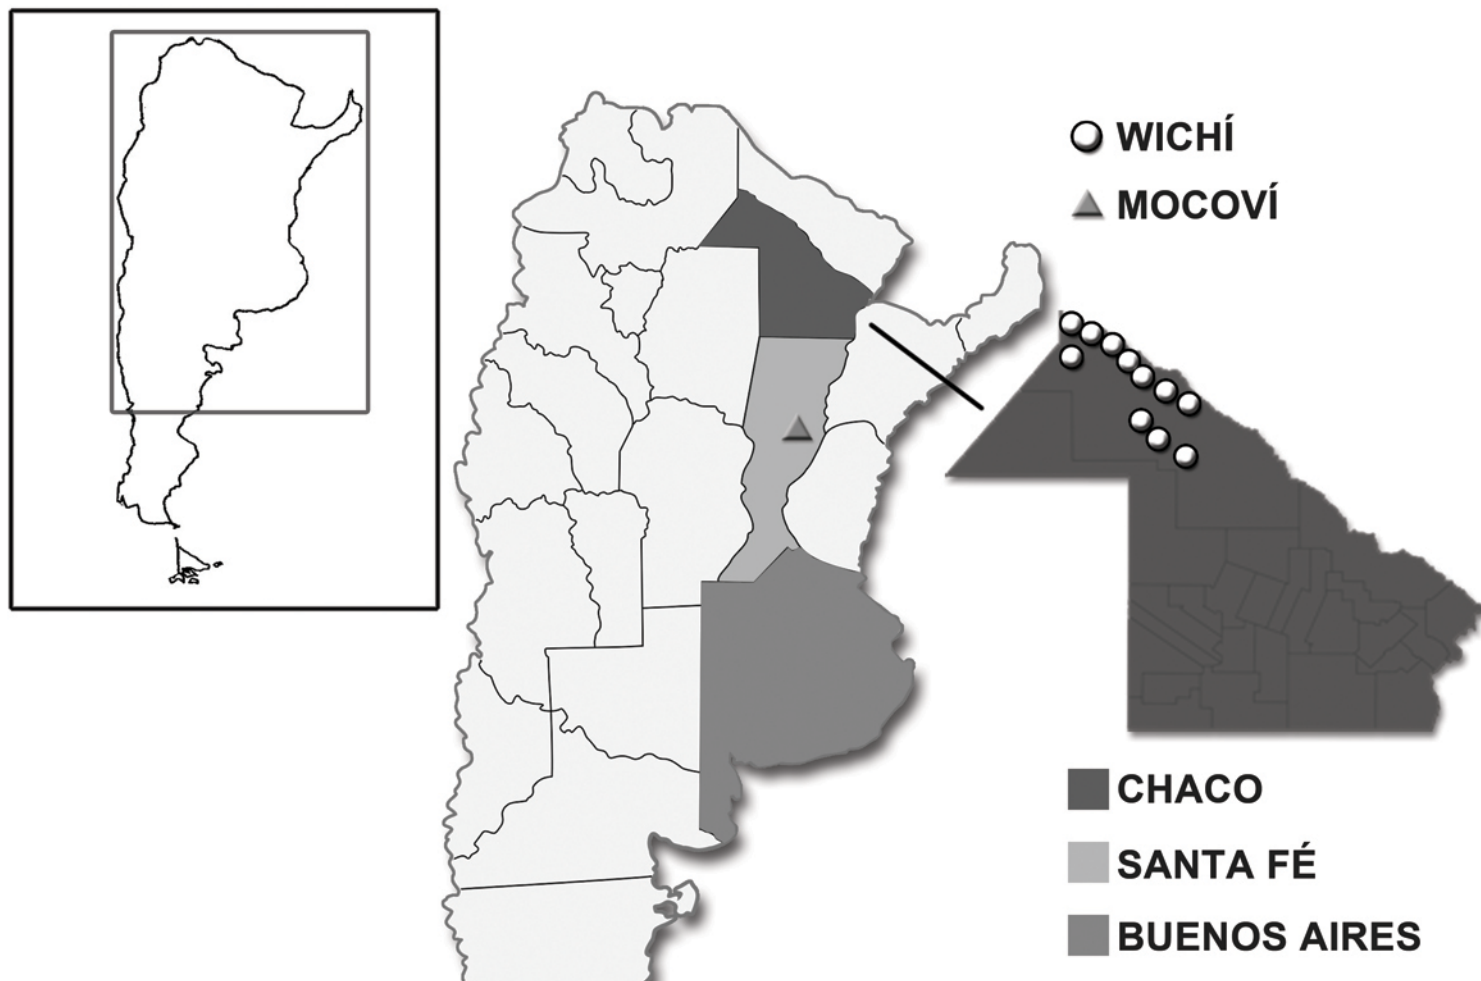 WICHÍ
MOCOVÍ
CHACO
SANTA FÉ
BUENOS AIRES